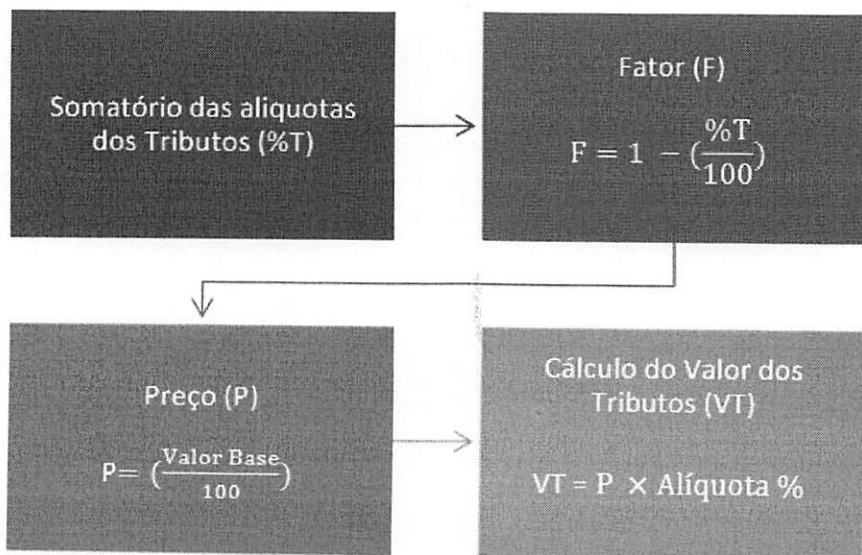 Somatório das aliquotas
dos Tributos (%T)
Fator (F)
F = 1 − (%T/100)
Preço (P)
P= (Valor Base/100)
Cálculo do Valor dos
Tributos (VT)
VT = P × Alíquota %